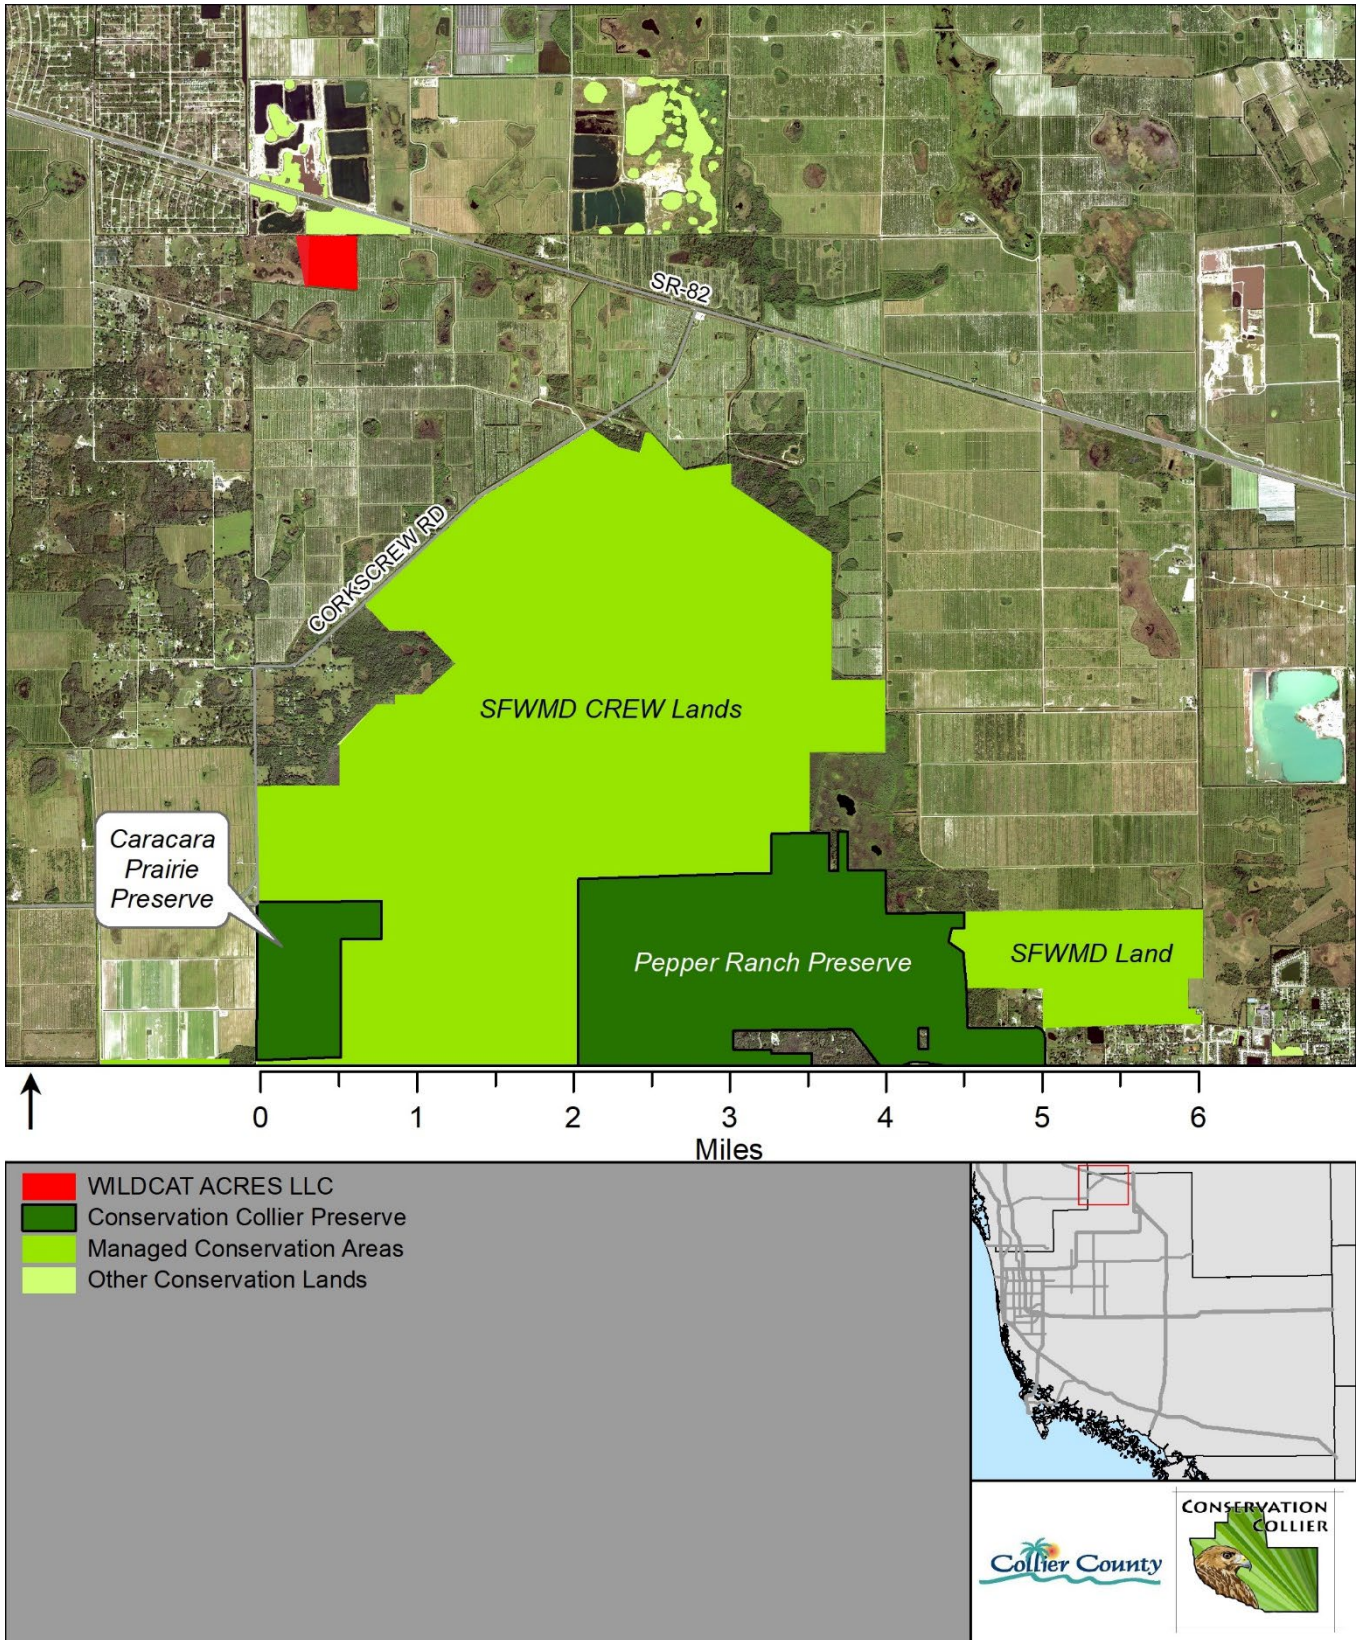 SR-82
CORKSCREW RD
SFWMD CREW Lands
Caracara
Prairie
Preserve
Pepper Ranch Preserve
SFWMD Land
0 1 2 3 4 5 6
Miles
WILDCAT ACRES LLC
Conservation Collier Preserve
Managed Conservation Areas
Other Conservation Lands
Collier County
CONSERVATION
COLLIER